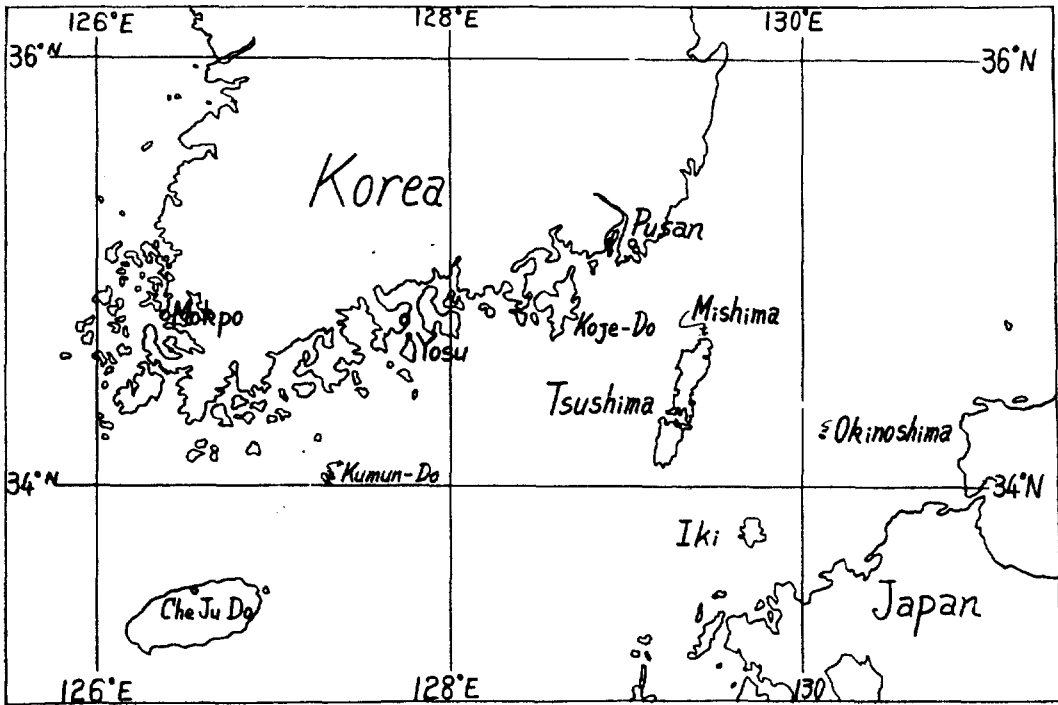 126°E
128°E
130°E
36°N
36°N
Korea
Pusan
Mokpo
Yosu
Koje-Do
Mishima
Tsushima
Okinoshima
34°N
Kumun-Do
34°N
Iki
Che Ju Do
Japan
126°E
128°E
130